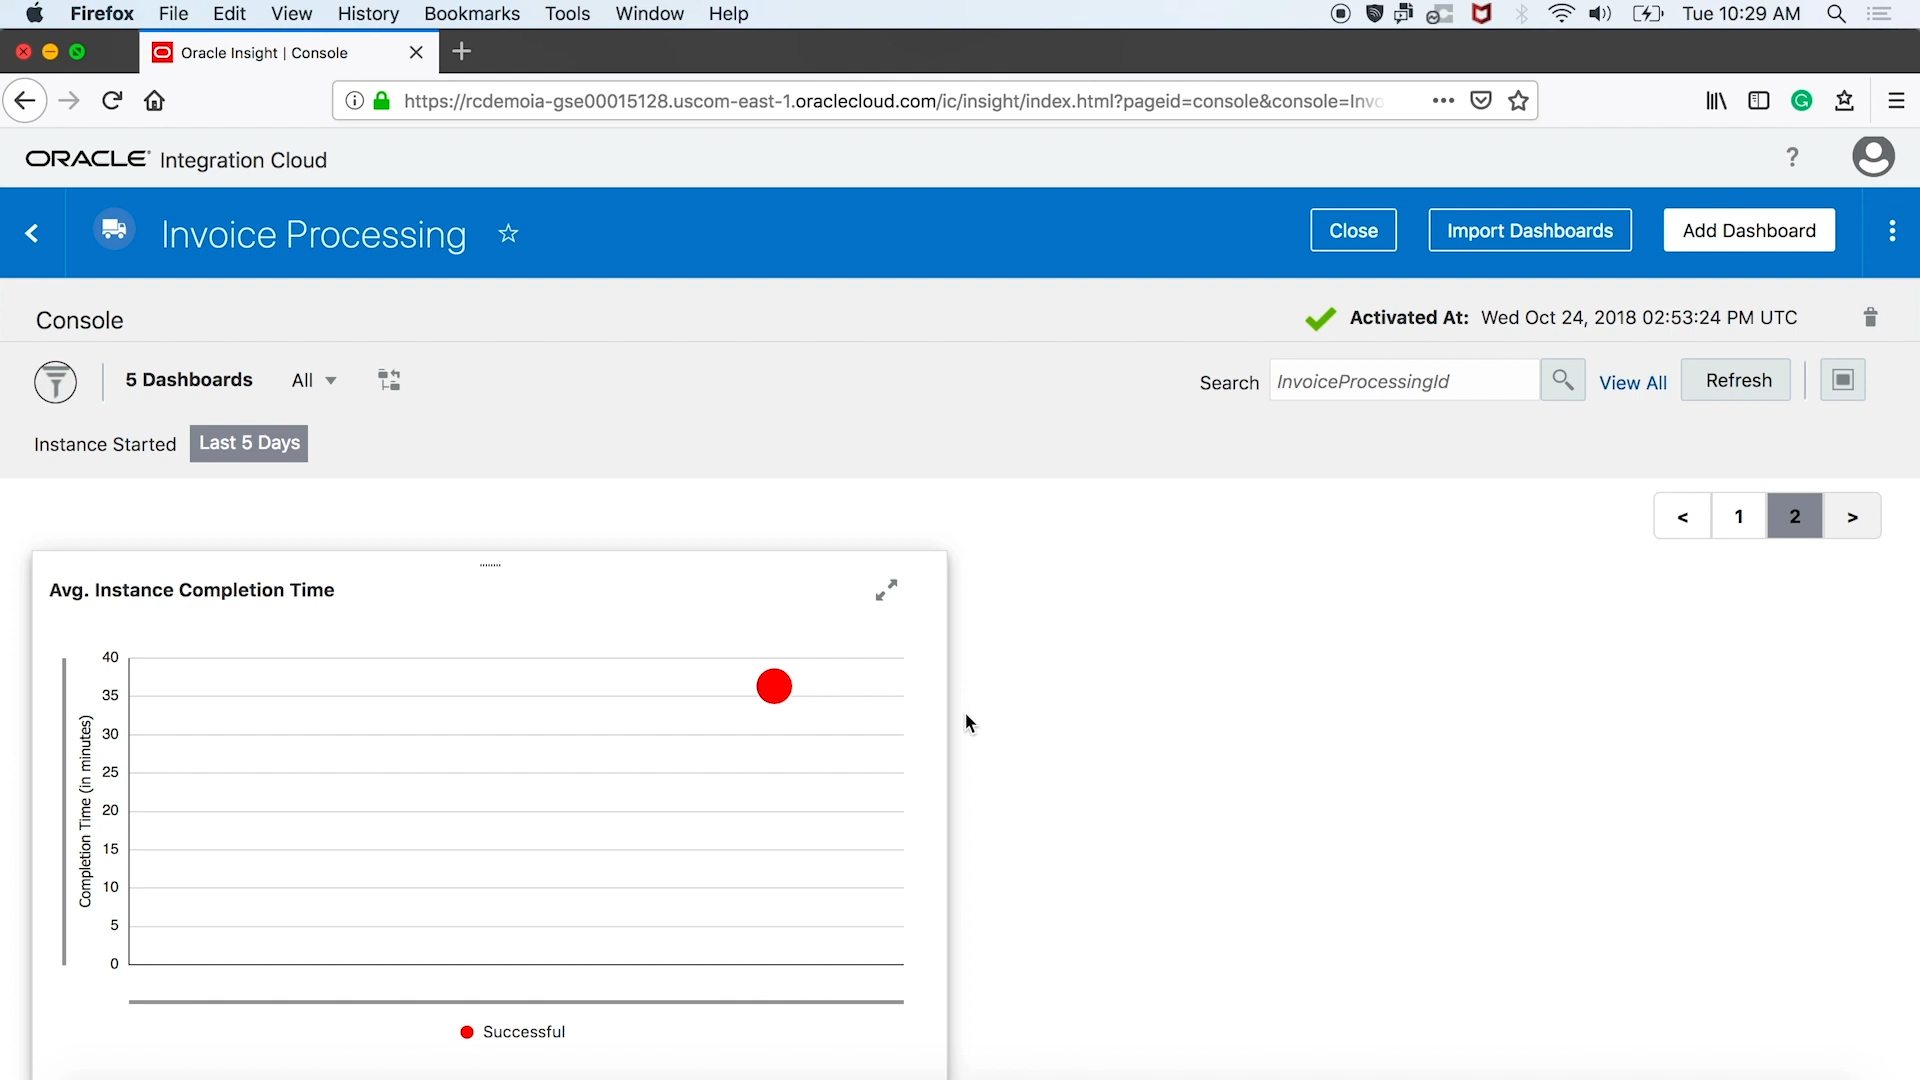 Firefox File Edit View History Bookmarks Tools Window Help Tue 10:29 AM
Oracle Insight | Console
https://rcdemoia-gse00015128.uscom-east-1.oraclecloud.com/ic/insight/index.html?pageid=console&console=Invo
ORACLE Integration Cloud ?
Invoice Processing Close Import Dashboards Add Dashboard
Console Activated At: Wed Oct 24, 2018 02:53:24 PM UTC
5 Dashboards All Search InvoiceProcessingId View All Refresh
Instance Started Last 5 Days
< 1 2 >
Avg. Instance Completion Time
Completion Time (in minutes)
40
35
30
25
20
15
10
5
0
Successful